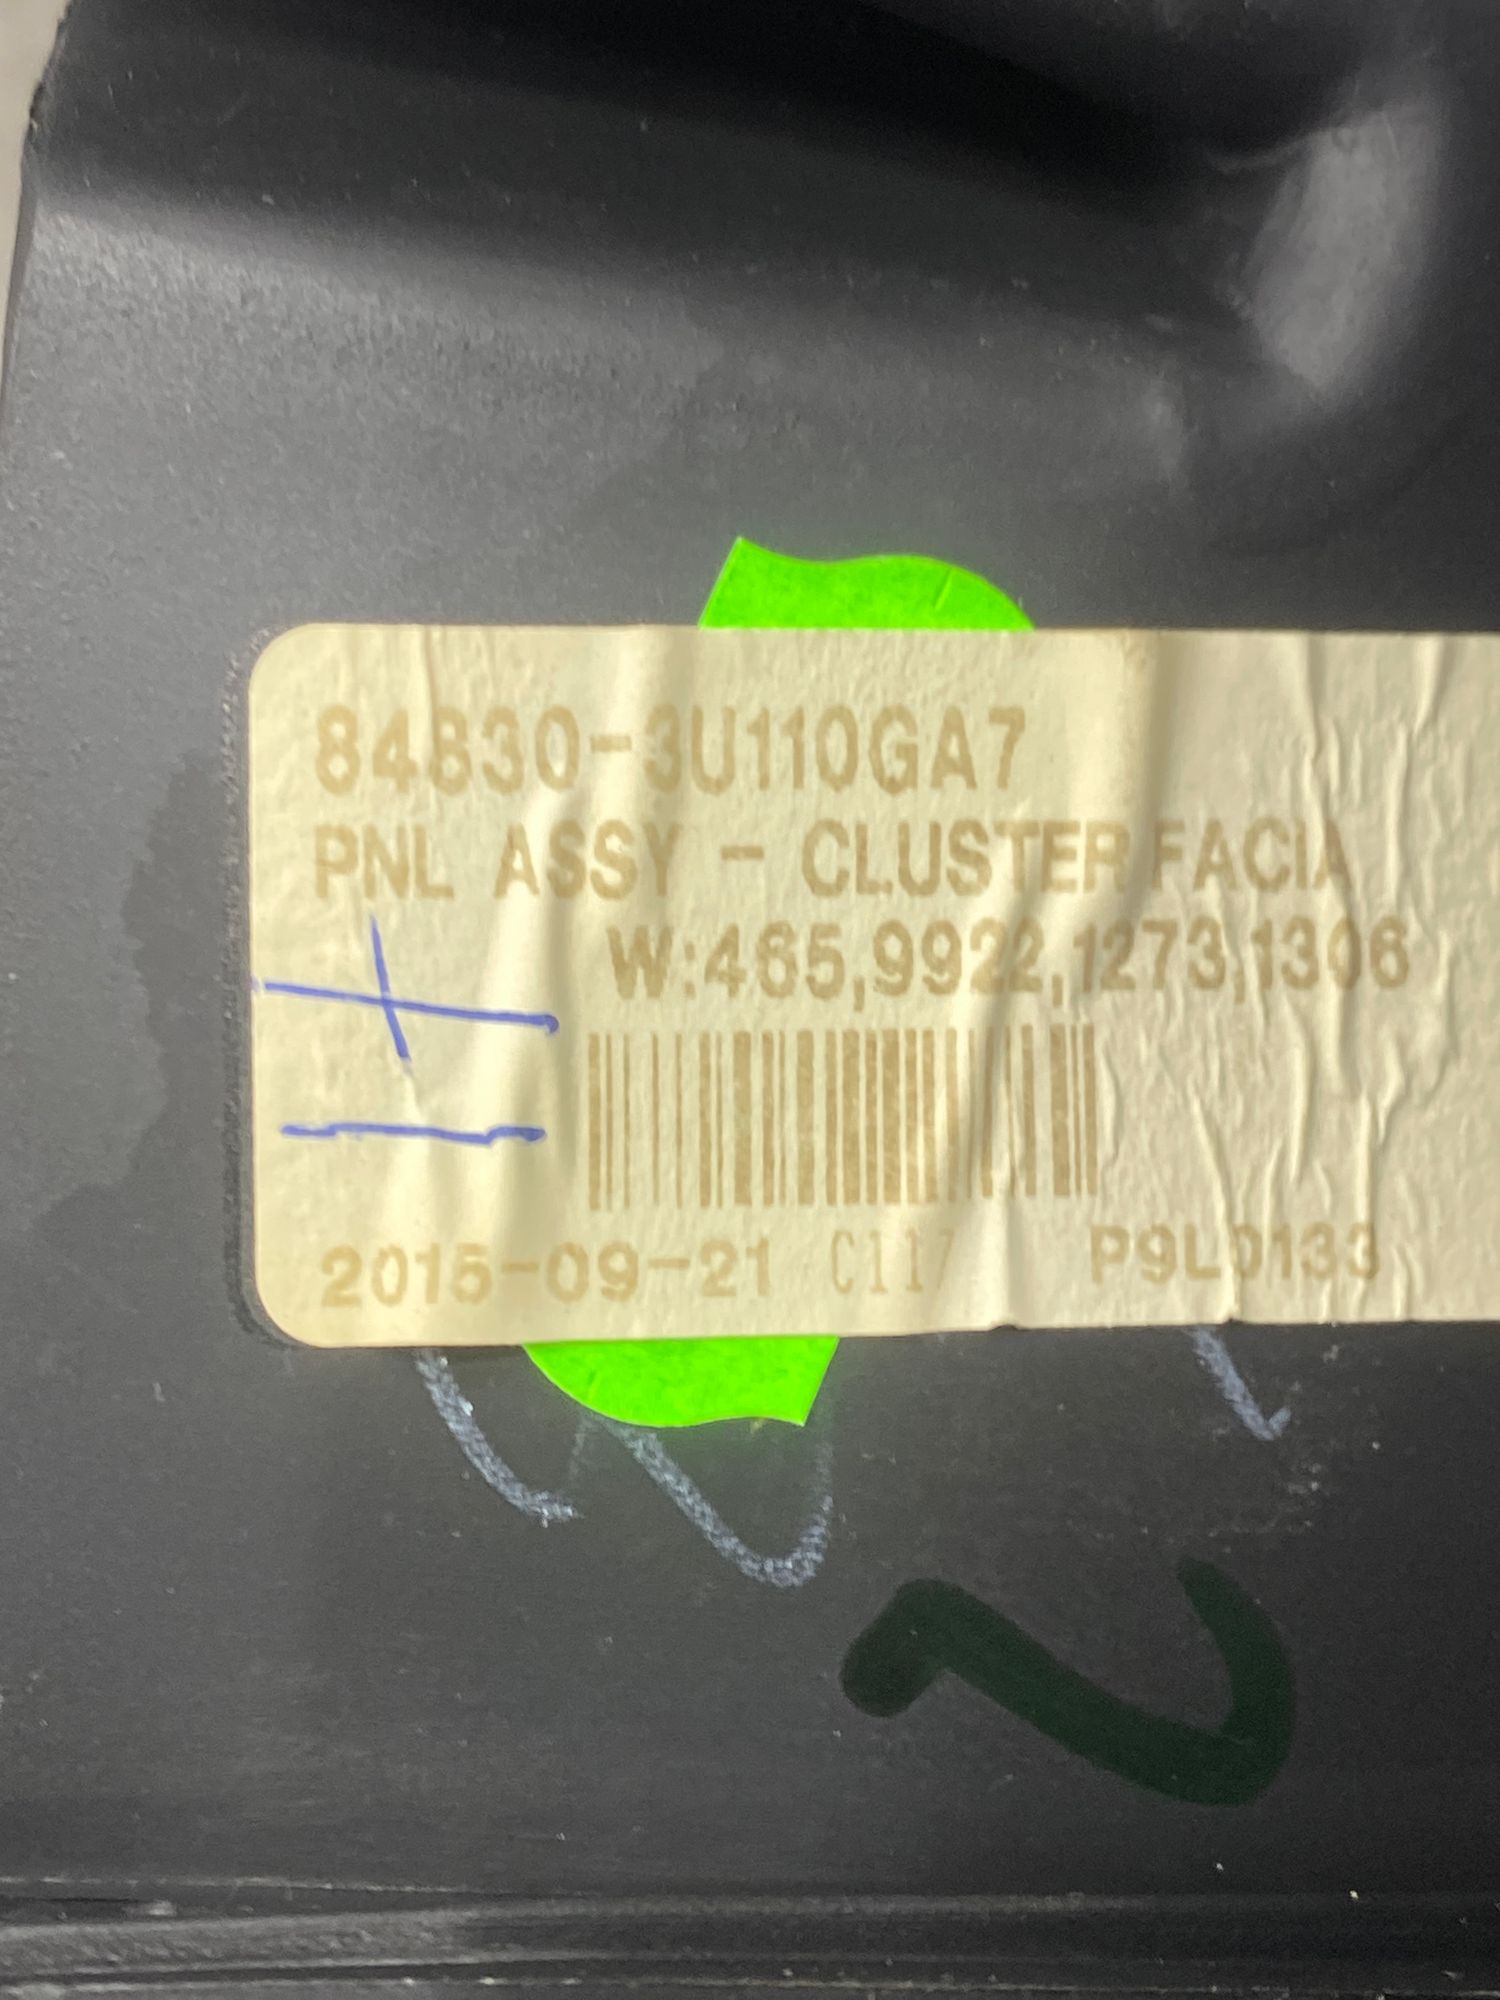 84830-3U110GA7
PNL ASSY - CLUSTER FACIA
W:465,9922,1273,1306
2015-09-21 C117 P9L0133